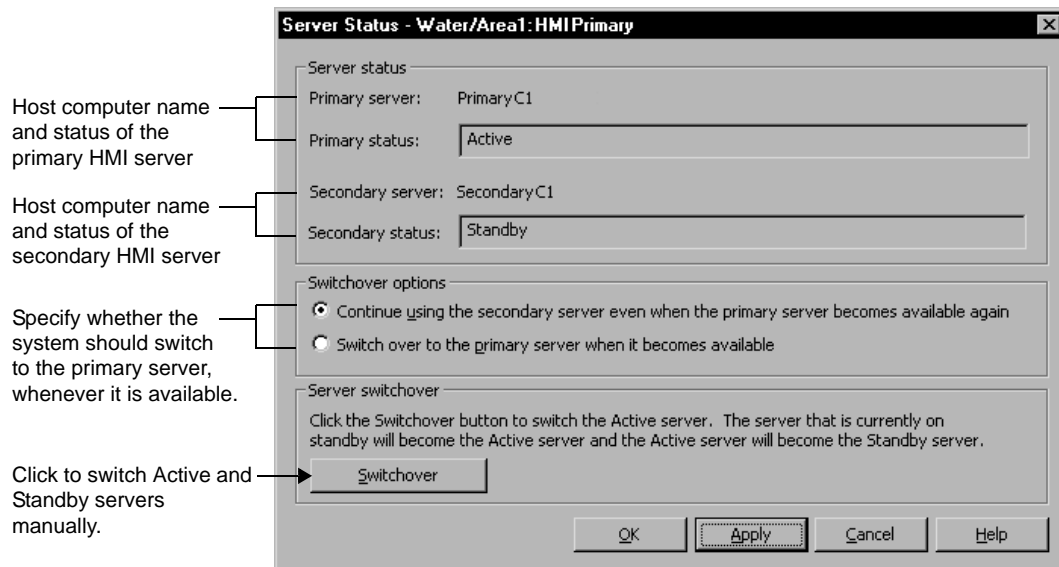 Server Status - Water/Area1: HMI Primary
Server status
Host computer name
and status of the
primary HMI server
Primary server: PrimaryC1
Primary status: Active
Host computer name
and status of the
secondary HMI server
Secondary server: SecondaryC1
Secondary status: Standby
Switchover options
Specify whether the
system should switch
to the primary server,
whenever it is available.
Continue using the secondary server even when the primary server becomes available again
Switch over to the primary server when it becomes available
Server switchover
Click the Switchover button to switch the Active server. The server that is currently on
standby will become the Active server and the Active server will become the Standby server.
Click to switch Active and
Standby servers
manually.
Switchover
OK Apply Cancel Help